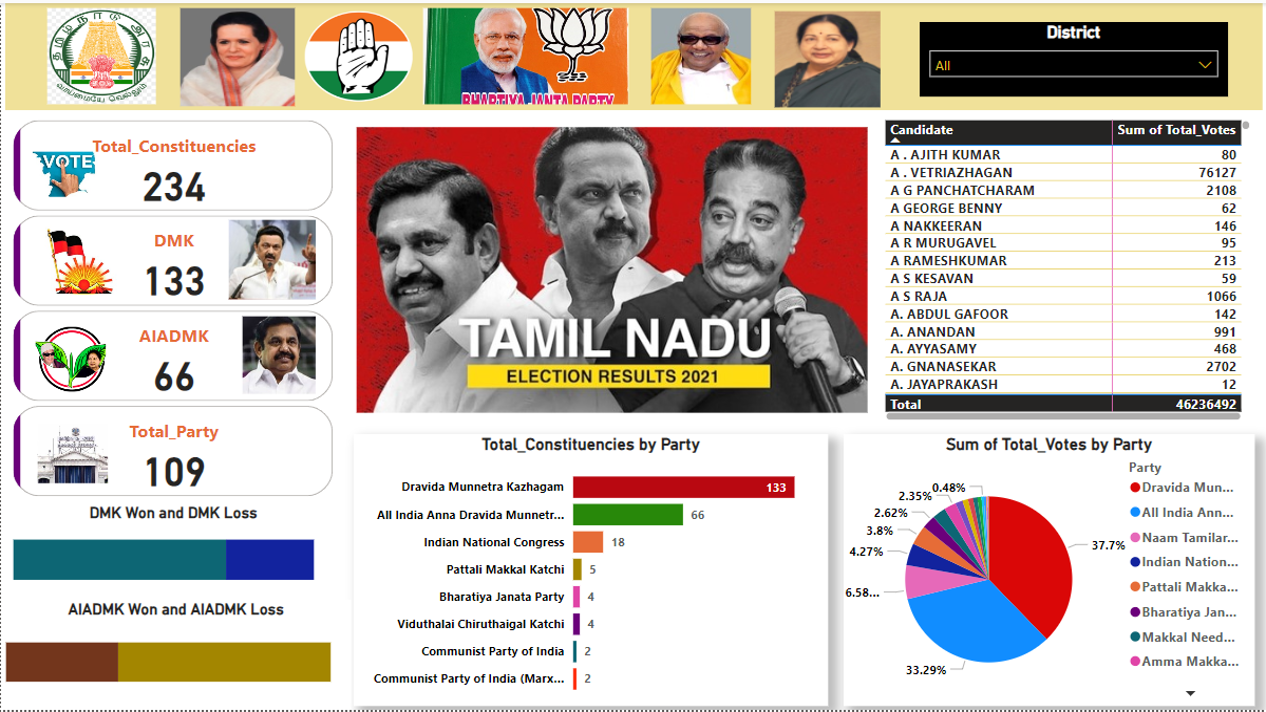 தமிழ் நாடு அரசு
வாய்மையே வெல்லும்
BHARTIYA JANTA PARTY
District
All
Total_Constituencies
VOTE
234
DMK
133
AIADMK
66
Total_Party
109
DMK Won and DMK Loss
AIADMK Won and AIADMK Loss
TAMIL NADU
ELECTION RESULTS 2021
Candidate Sum of Total_Votes
A . AJITH KUMAR 80
A . VETRIAZHAGAN 76127
A G PANCHATCHARAM 2108
A GEORGE BENNY 62
A NAKKEERAN 146
A R MURUGAVEL 95
A RAMESHKUMAR 213
A S KESAVAN 59
A S RAJA 1066
A. ABDUL GAFOOR 142
A. ANANDAN 991
A. AYYASAMY 468
A. GNANASEKAR 2702
A. JAYAPRAKASH 12
Total 46236492
Total_Constituencies by Party
Dravida Munnetra Kazhagam 133
All India Anna Dravida Munnetr... 66
Indian National Congress 18
Pattali Makkal Katchi 5
Bharatiya Janata Party 4
Viduthalai Chiruthaigal Katchi 4
Communist Party of India 2
Communist Party of India (Marx... 2
Sum of Total_Votes by Party
37.7%
33.29%
6.58...
4.27%
3.8%
2.62%
2.35%
0.48%
Party
Dravida Mun...
All India Ann...
Naam Tamilar...
Indian Nation...
Pattali Makka...
Bharatiya Jan...
Makkal Need...
Amma Makka...